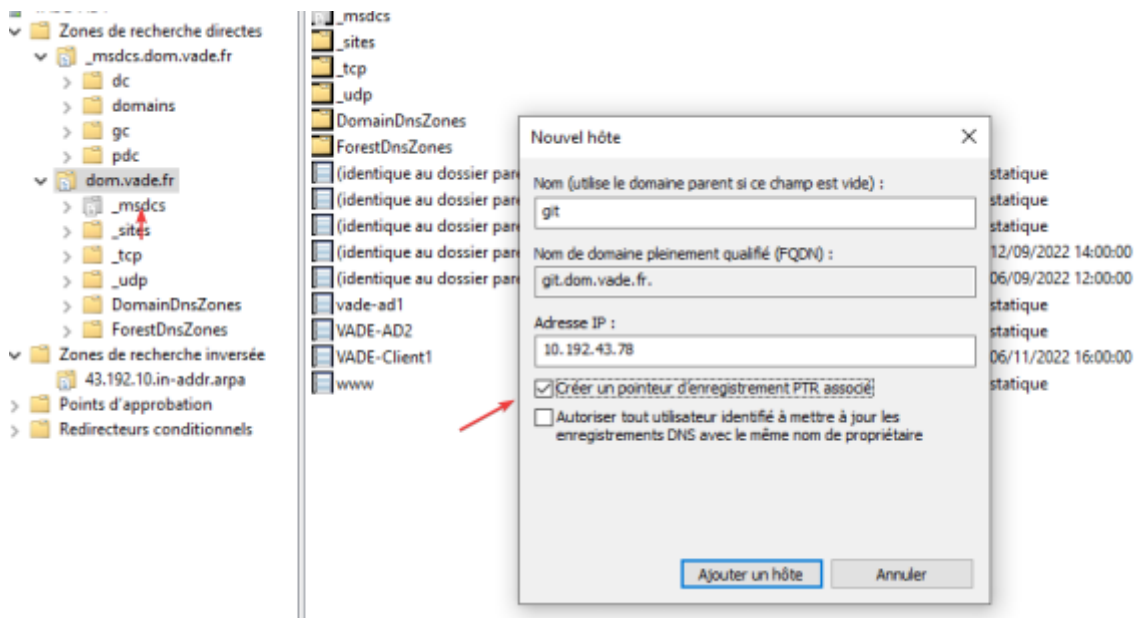 Zones de recherche directes
_msdcs.dom.vade.fr
dc
domains
gc
pdc
dom.vade.fr
_msdcs
_sites
_tcp
_udp
DomainDnsZones
ForestDnsZones
Zones de recherche inversée
43.192.10.in-addr.arpa
Points d'approbation
Redirecteurs conditionnels
_msdcs
_sites
_tcp
_udp
DomainDnsZones
ForestDnsZones
(identique au dossier pare
(identique au dossier pare
(identique au dossier pare
(identique au dossier pare
(identique au dossier pare
vade-ad1
VADE-AD2
VADE-Client1
www
Nouvel hôte
Nom (utilise le domaine parent si ce champ est vide) :
git
Nom de domaine pleinement qualifié (FQDN) :
git.dom.vade.fr.
Adresse IP :
10.192.43.78
Créer un pointeur d'enregistrement PTR associé
Autoriser tout utilisateur identifié à mettre à jour les
enregistrements DNS avec le même nom de propriétaire
Ajouter un hôte
Annuler
statique
statique
statique
12/09/2022 14:00:00
06/09/2022 12:00:00
statique
statique
06/11/2022 16:00:00
statique